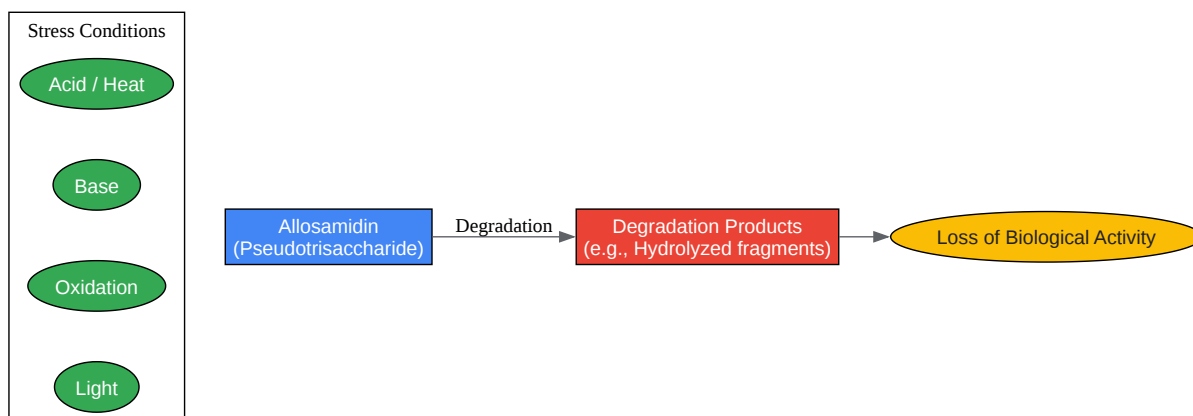 Stress Conditions
Acid / Heat
Base
Oxidation
Light
Allosamidin
(Pseudotrisaccharide)
Degradation
Degradation Products
(e.g., Hydrolyzed fragments)
Loss of Biological Activity